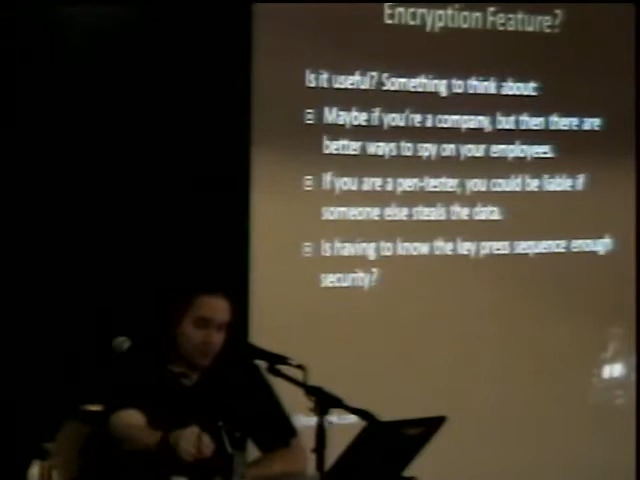 Encryption Feature?
Is it useful? Something to think about:
Maybe if you're a company, but then there are
better ways to spy on your employees.
If you are a pen-tester, you could be liable if
someone else steals the data.
Is having to know the key press sequence enough
security?